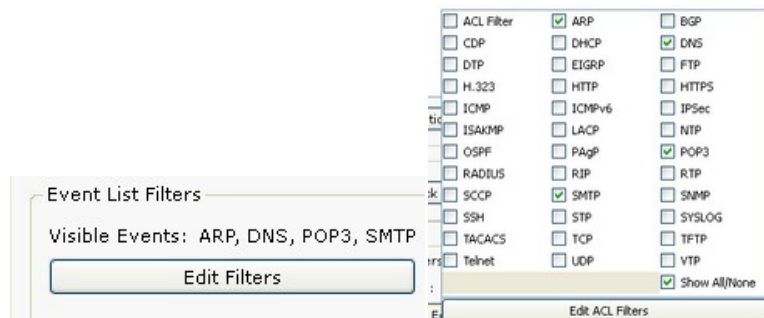 ACL Filter ARP BGP
CDP DHCP DNS
DTP EIGRP FTP
H.323 HTTP HTTPS
ICMP ICMPv6 IPSec
ISAKMP LACP NTP
OSPF PAgP POP3
RADIUS RIP RTP
SCCP SMTP SNMP
SSH STP SYSLOG
TACACS TCP TFTP
Telnet UDP VTP
Show All/None
Edit ACL Filters
Event List Filters
Visible Events: ARP, DNS, POP3, SMTP
Edit Filters